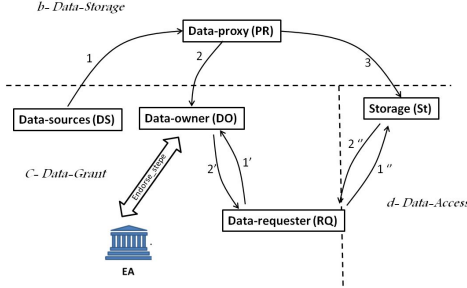 b- Data-Storage
Data-proxy (PR)
1
2
3
Data-sources (DS)
Data-owner (DO)
Storage (St)
C- Data-Grant
Endorse_steps
2′
1′
2″
1″
Data-requester (RQ)
d- Data-Access
EA